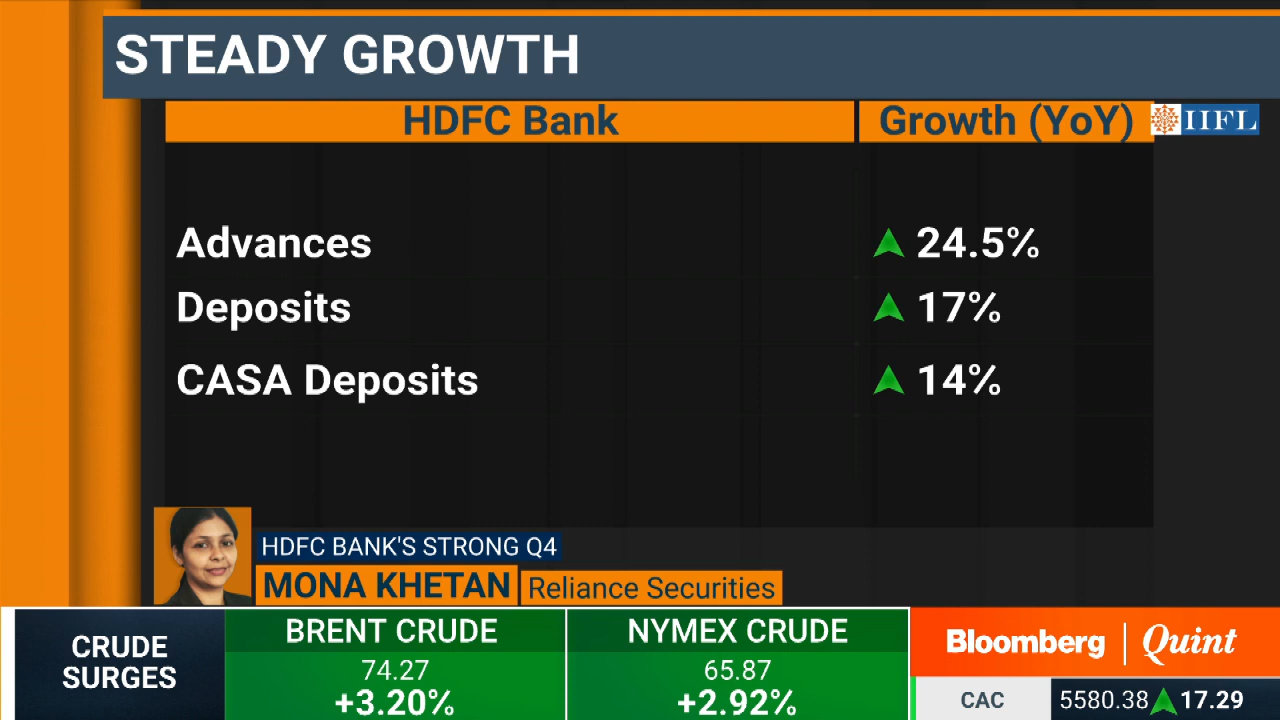 STEADY GROWTH
HDFC Bank Growth (YoY) IIFL
Advances 24.5%
Deposits 17%
CASA Deposits 14%
HDFC BANK'S STRONG Q4
MONA KHETAN Reliance Securities
CRUDE SURGES
BRENT CRUDE
74.27
+3.20%
NYMEX CRUDE
65.87
+2.92%
Bloomberg | Quint
CAC 5580.38 17.29